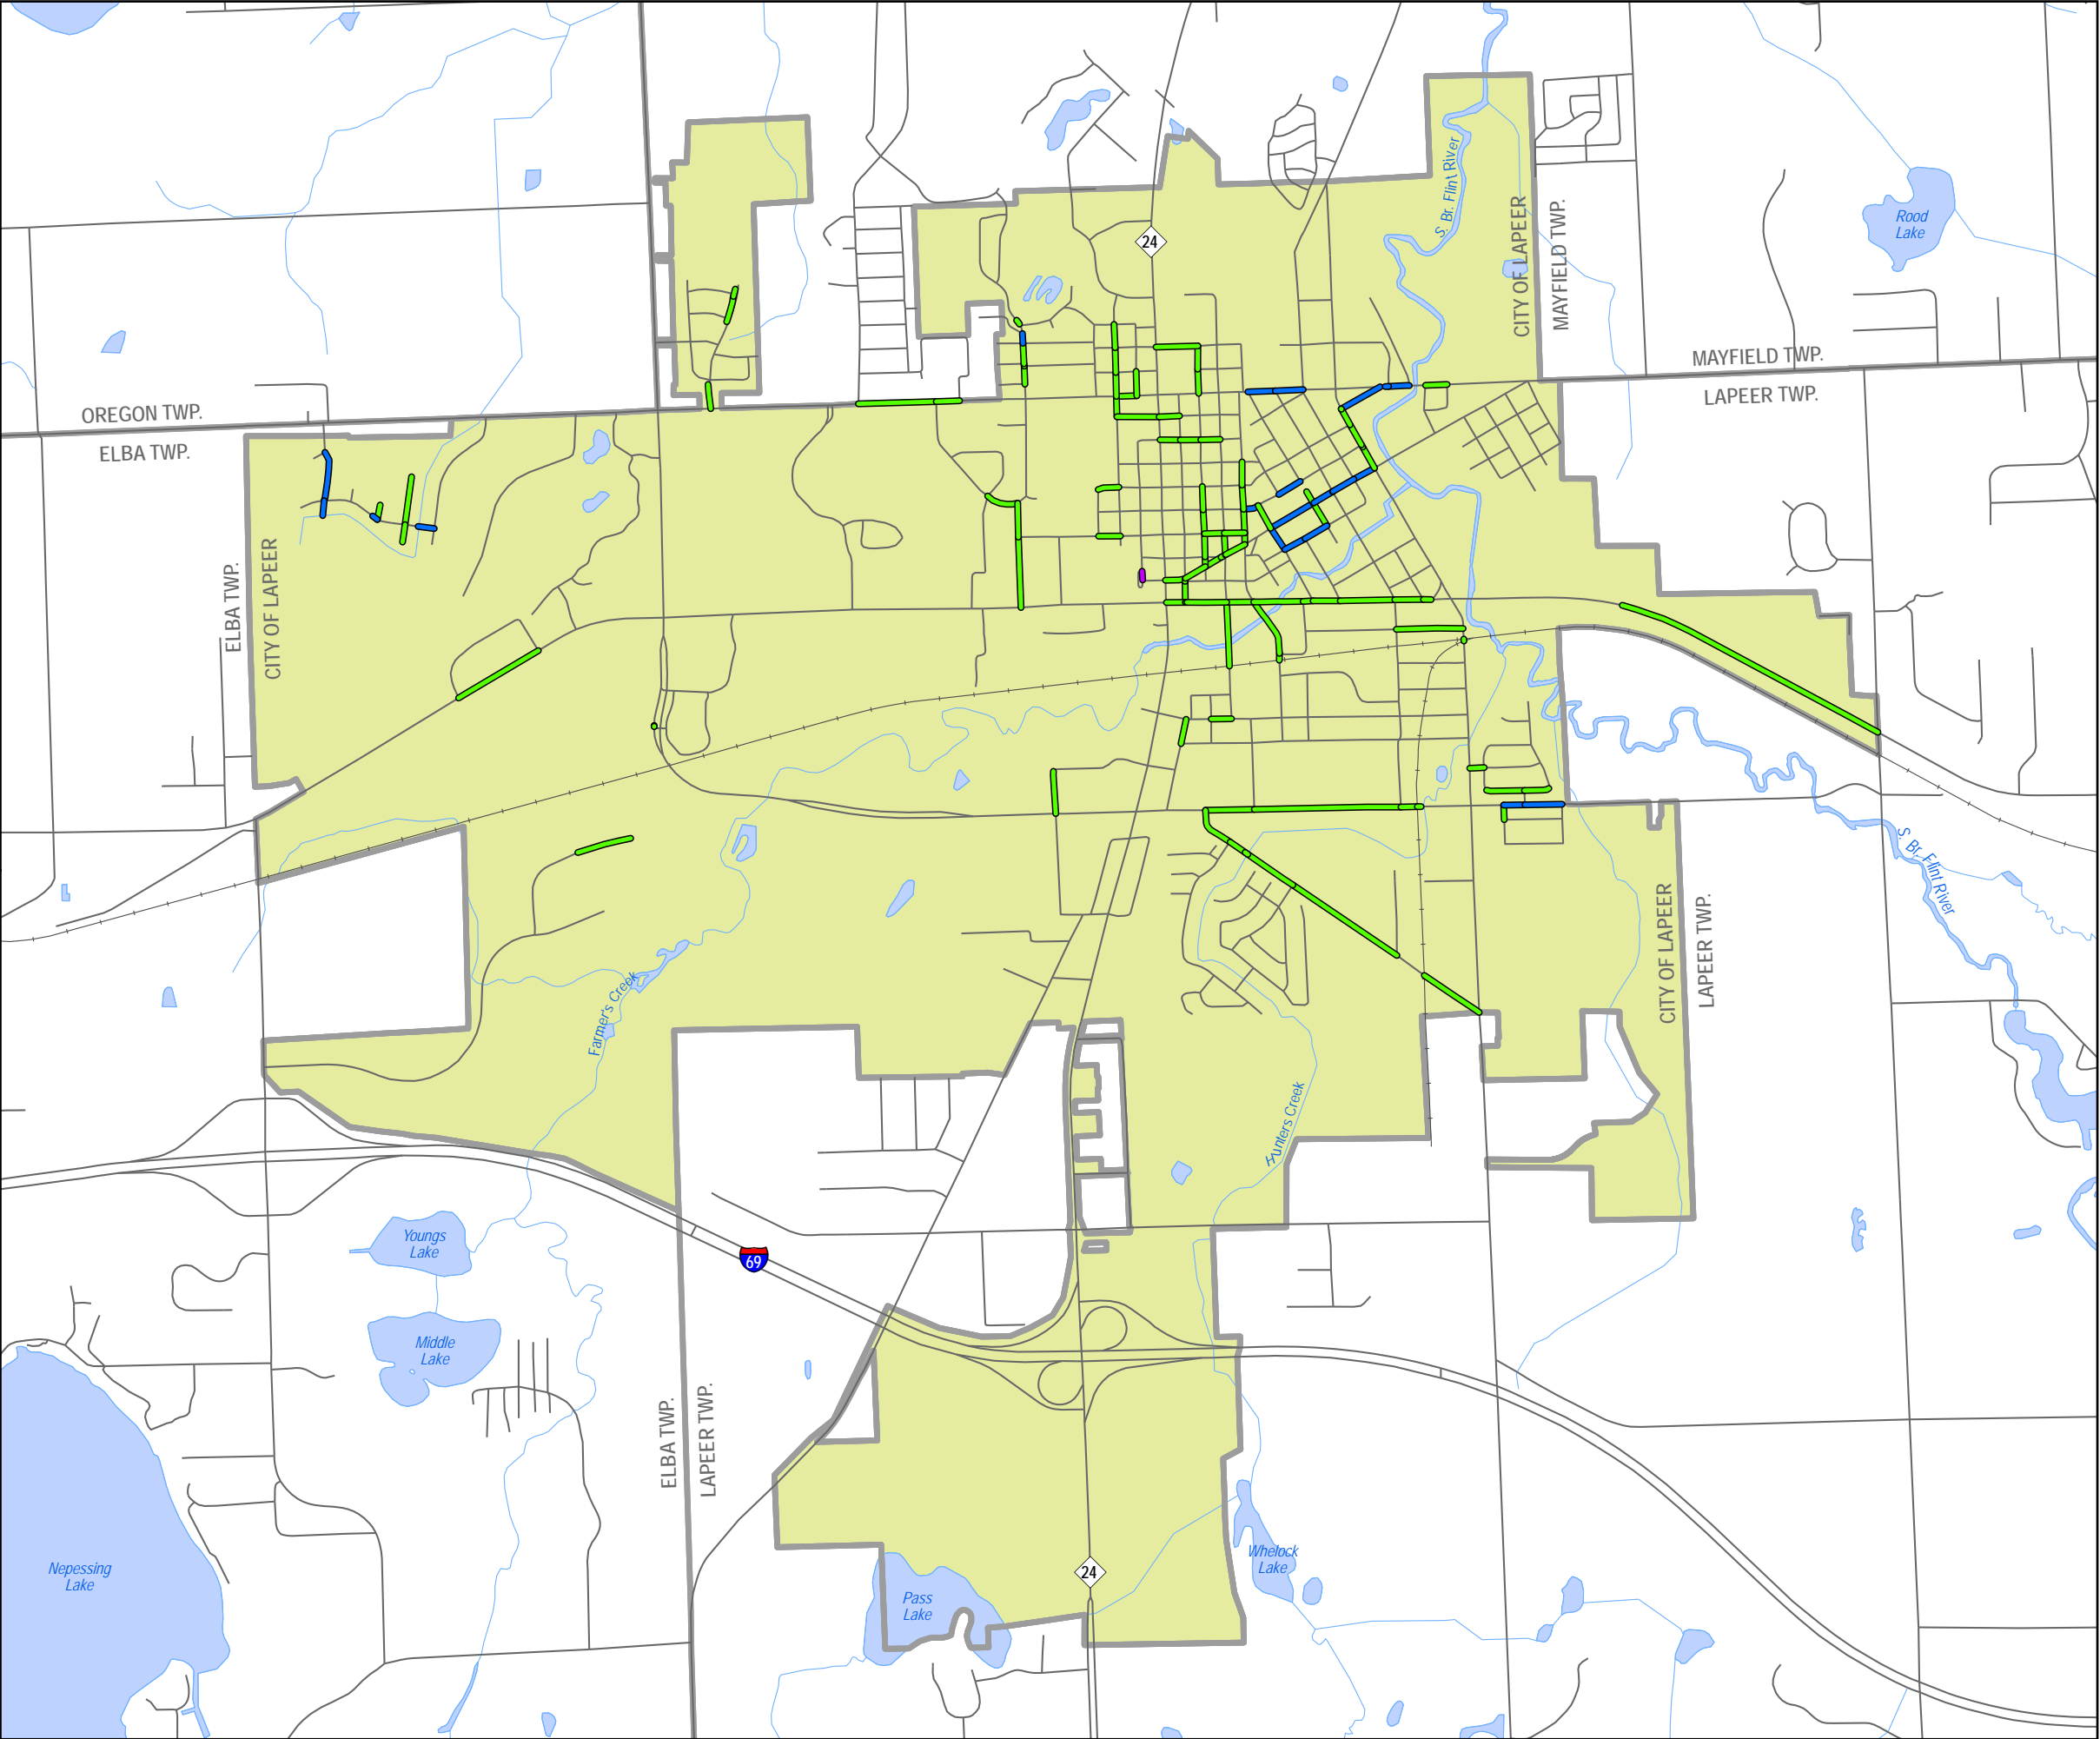 S. Br. Flint River
CITY OF LAPEER
MAYFIELD TWP.
Rood
Lake
24
MAYFIELD TWP.
LAPEER TWP.
OREGON TWP.
ELBA TWP.
ELBA TWP.
CITY OF LAPEER
S. Br. Flint River
CITY OF LAPEER
LAPEER TWP.
Farmer's Creek
Hunters Creek
Youngs
Lake
69
Middle
Lake
ELBA TWP.
LAPEER TWP.
Nepessing
Lake
Pass
Lake
24
Whelock
Lake